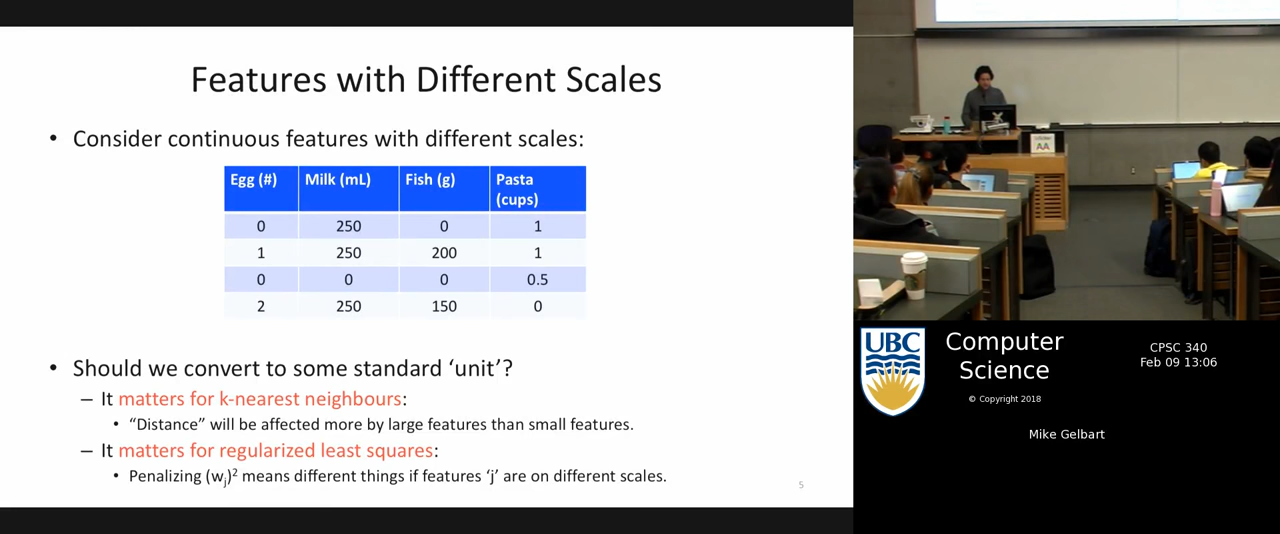 Features with Different Scales
• Consider continuous features with different scales:
Egg (#) Milk (mL) Fish (g) Pasta (cups)
0 250 0 1
1 250 200 1
0 0 0 0.5
2 250 150 0
• Should we convert to some standard ‘unit’?
– It matters for k-nearest neighbours:
• “Distance” will be affected more by large features than small features.
– It matters for regularized least squares:
• Penalizing (wj)² means different things if features ‘j’ are on different scales.
5
AA
UBC
Computer
Science
© Copyright 2018
CPSC 340
Feb 09 13:06
Mike Gelbart